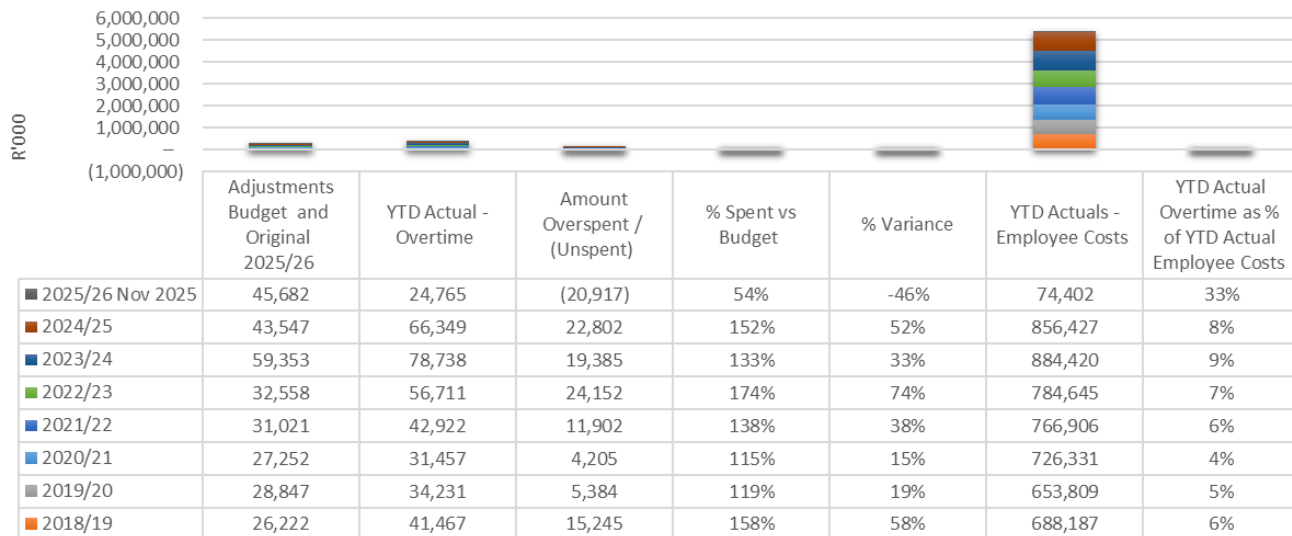 6,000,000
5,000,000
4,000,000
3,000,000
2,000,000
1,000,000
–
(1,000,000)
R'000
Adjustments Budget and Original 2025/26 YTD Actual - Overtime Amount Overspent / (Unspent) % Spent vs Budget % Variance YTD Actuals - Employee Costs YTD Actual Overtime as % of YTD Actual Employee Costs
2025/26 Nov 2025 45,682 24,765 (20,917) 54% -46% 74,402 33%
2024/25 43,547 66,349 22,802 152% 52% 856,427 8%
2023/24 59,353 78,738 19,385 133% 33% 884,420 9%
2022/23 32,558 56,711 24,152 174% 74% 784,645 7%
2021/22 31,021 42,922 11,902 138% 38% 766,906 6%
2020/21 27,252 31,457 4,205 115% 15% 726,331 4%
2019/20 28,847 34,231 5,384 119% 19% 653,809 5%
2018/19 26,222 41,467 15,245 158% 58% 688,187 6%